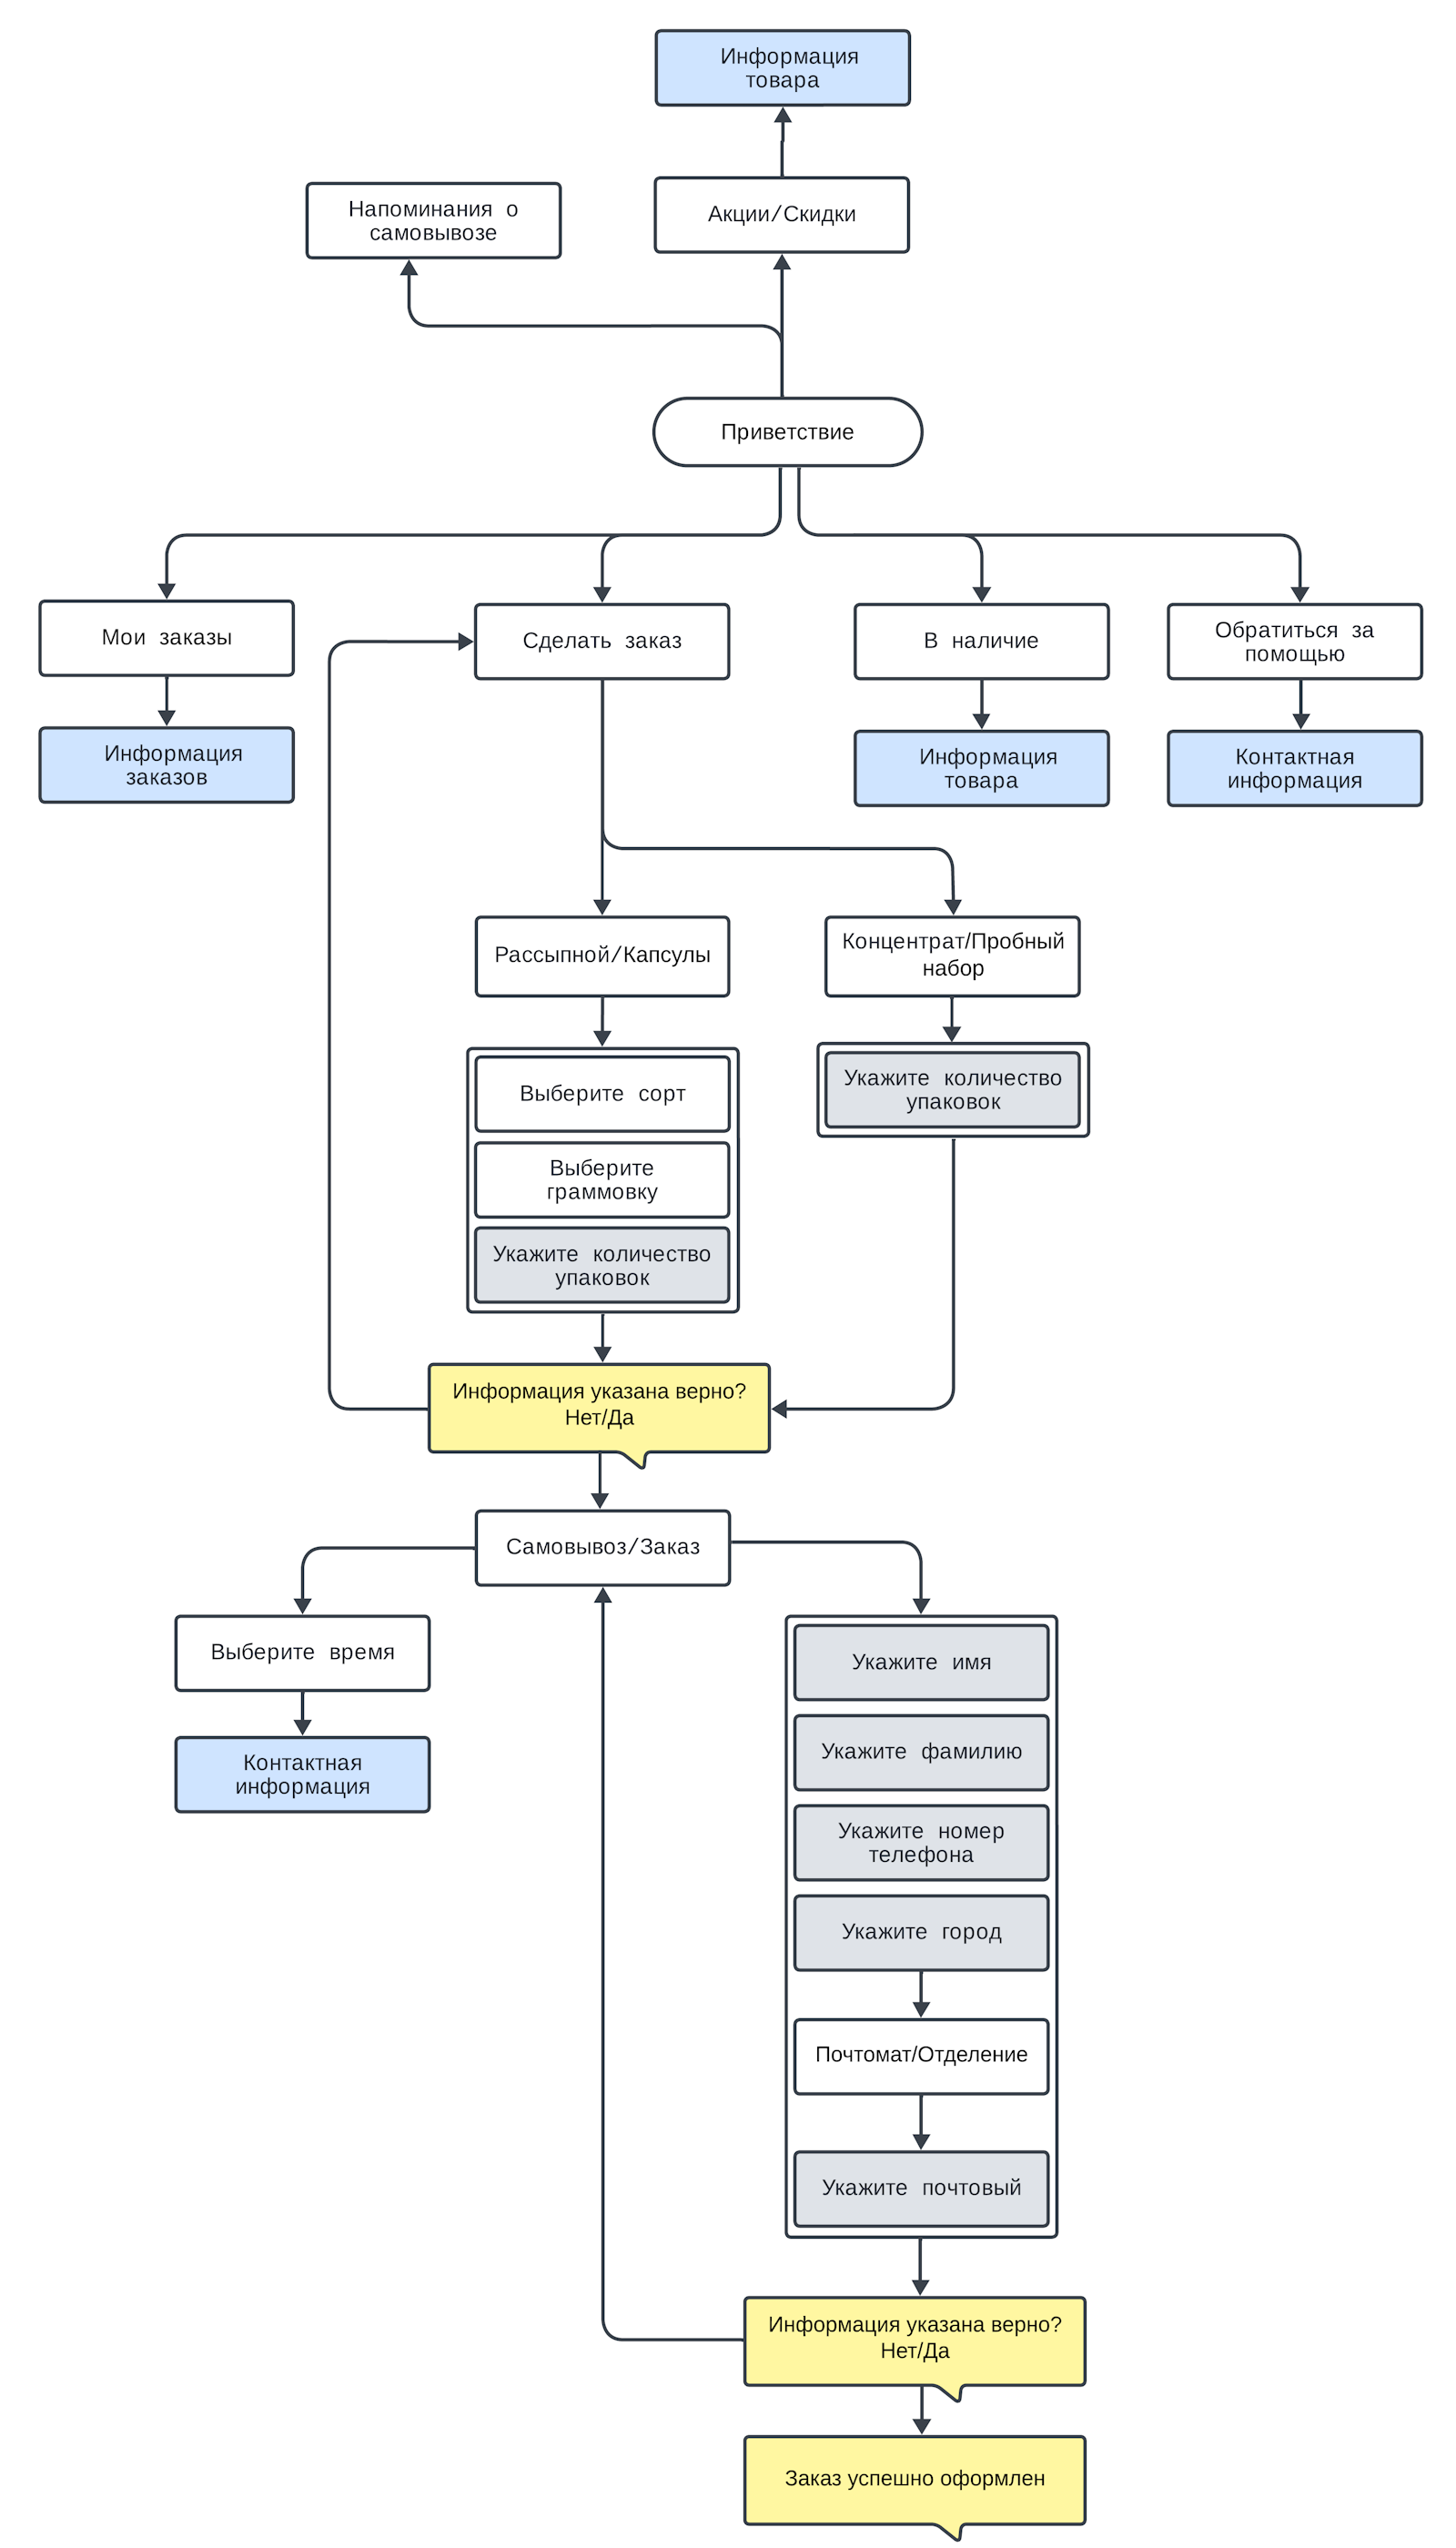 Информация
товара
Напоминания о
самовывозе
Акции/Скидки
Приветствие
Мои заказы
Сделать заказ
В наличие
Обратиться за
помощью
Информация
заказов
Информация
товара
Контактная
информация
Рассыпной/Капсулы
Концентрат/Пробный
набор
Выберите сорт
Выберите
граммовку
Укажите количество
упаковок
Укажите количество
упаковок
Информация указана верно?
Нет/Да
Самовывоз/Заказ
Выберите время
Контактная
информация
Укажите имя
Укажите фамилию
Укажите номер
телефона
Укажите город
Почтомат/Отделение
Укажите почтовый
Информация указана верно?
Нет/Да
Заказ успешно оформлен